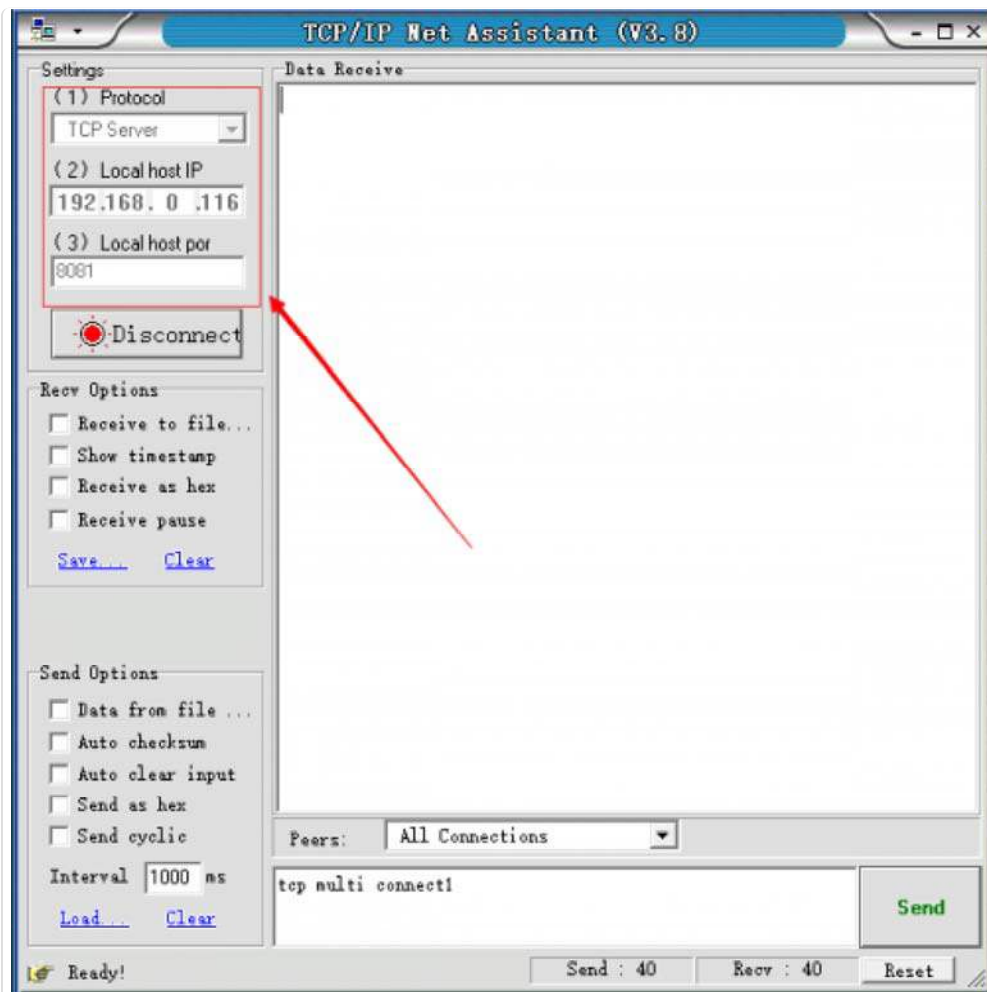 TCP/IP Net Assistant (V3.8)
Settings
(1) Protocol
TCP Server
(2) Local host IP
192.168. 0 .116
(3) Local host por
8081
Disconnect
Recv Options
Receive to file...
Show timestamp
Receive as hex
Receive pause
Save... Clear
Send Options
Data from file ...
Auto checksum
Auto clear input
Send as hex
Send cyclic
Interval 1000 ms
Load... Clear
Data Receive
Peers: All Connections
tcp multi connect1
Send
Ready! Send : 40 Recv : 40 Reset